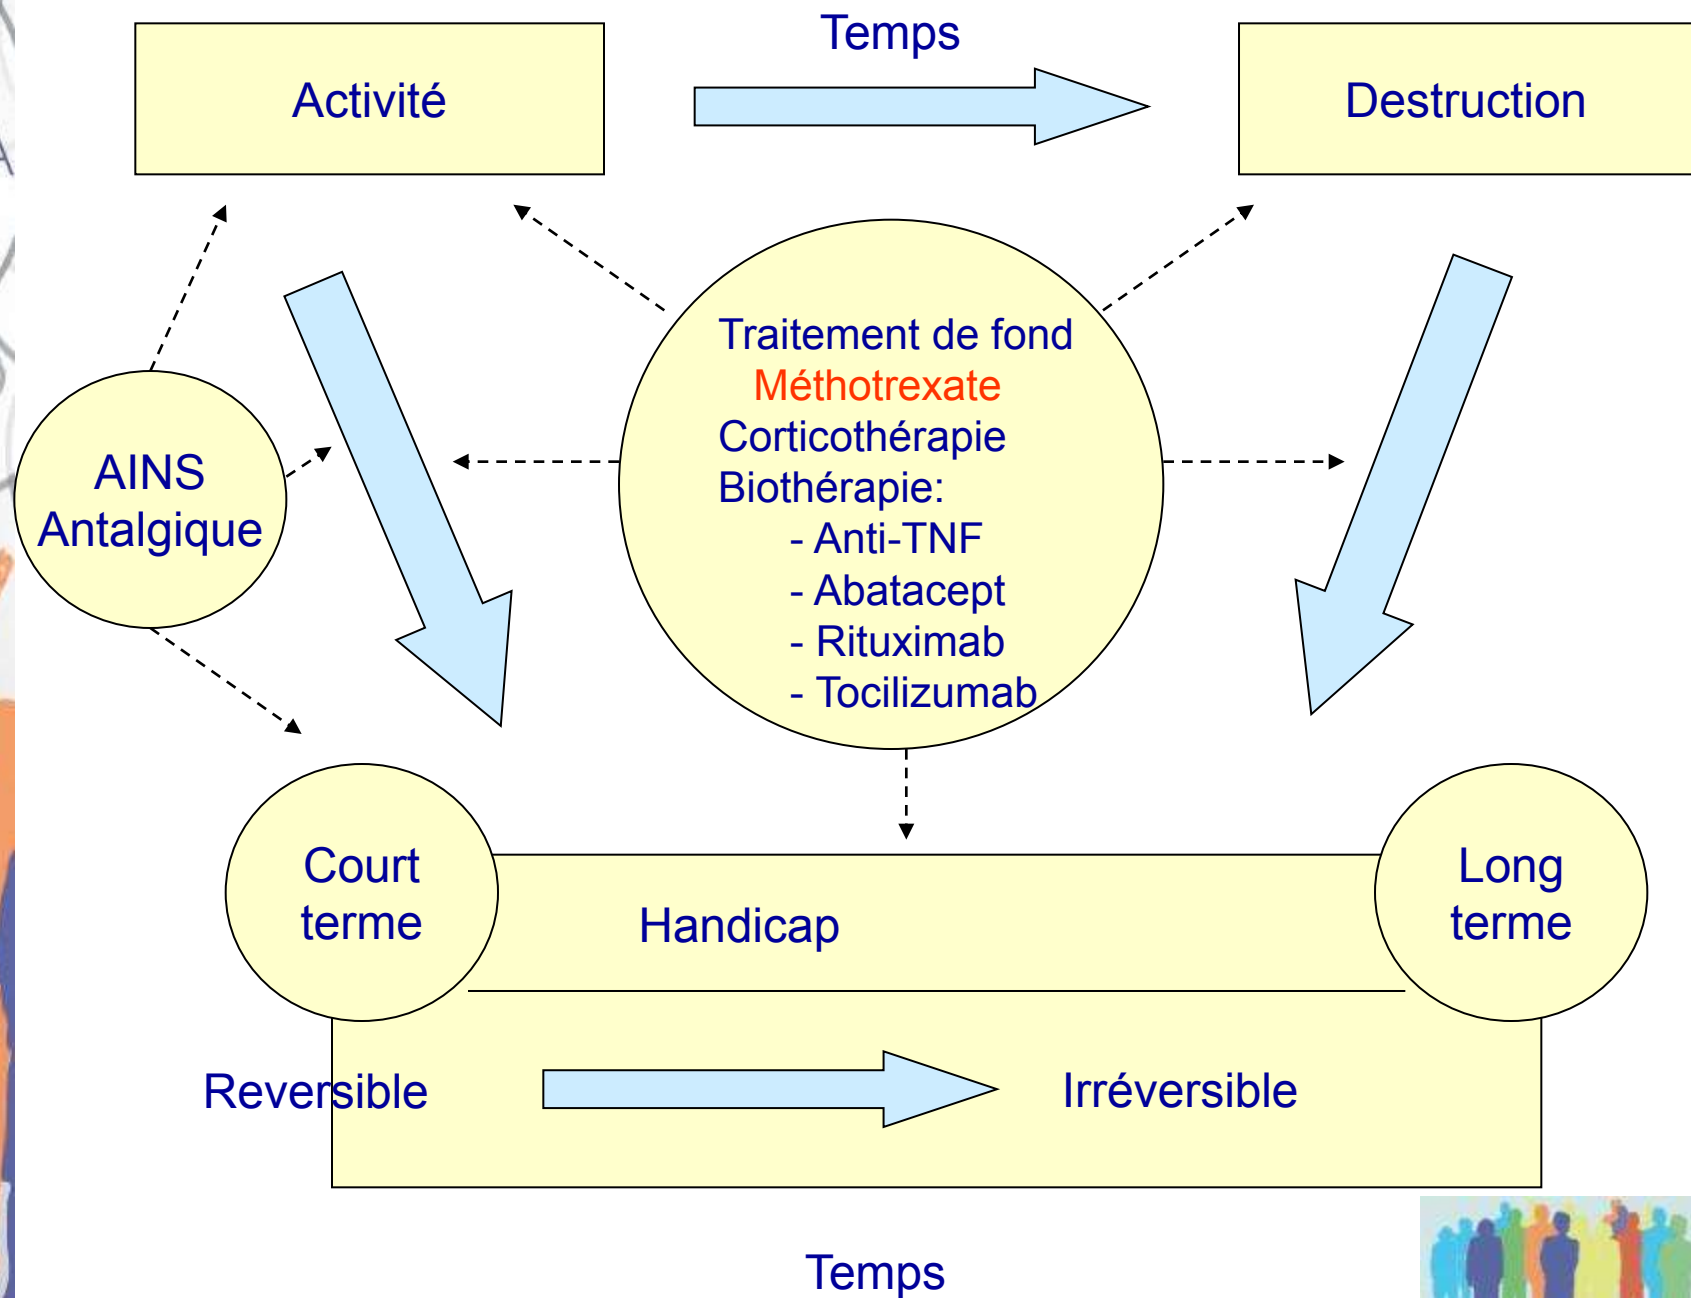 Temps
Activité
Destruction
Traitement de fond
Méthotrexate
Corticothérapie
Biothérapie:
- Anti-TNF
- Abatacept
- Rituximab
- Tocilizumab
AINS
Antalgique
Court
terme
Handicap
Long
terme
Reversible
Irréversible
Temps